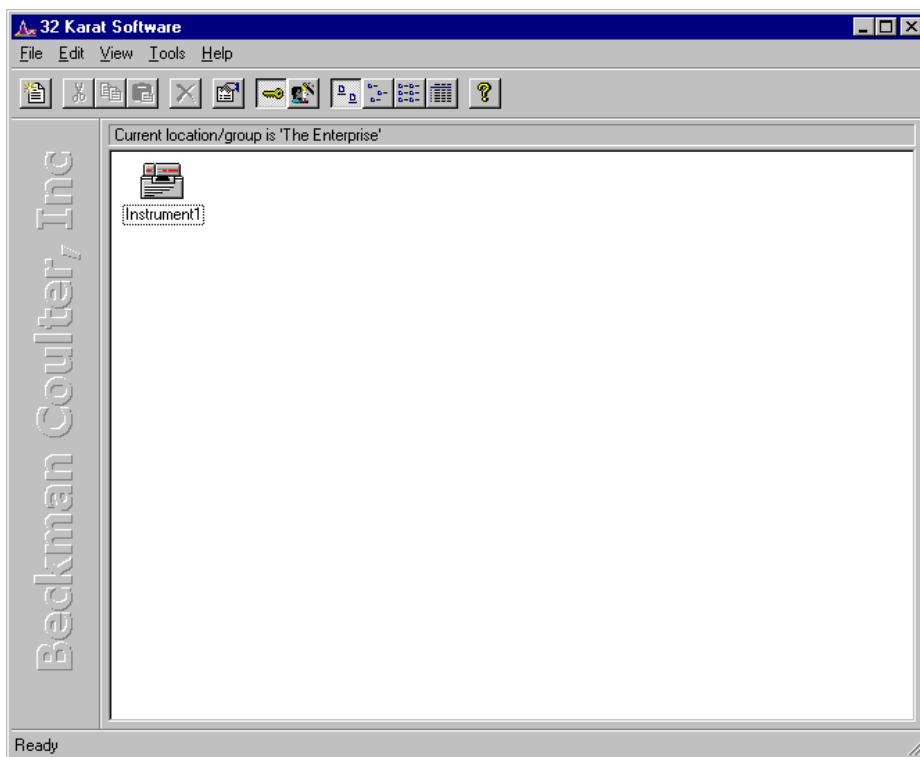 32 Karat Software
File Edit View Tools Help
Current location/group is 'The Enterprise'
Instrument1
Beckman Coulter, Inc
Ready